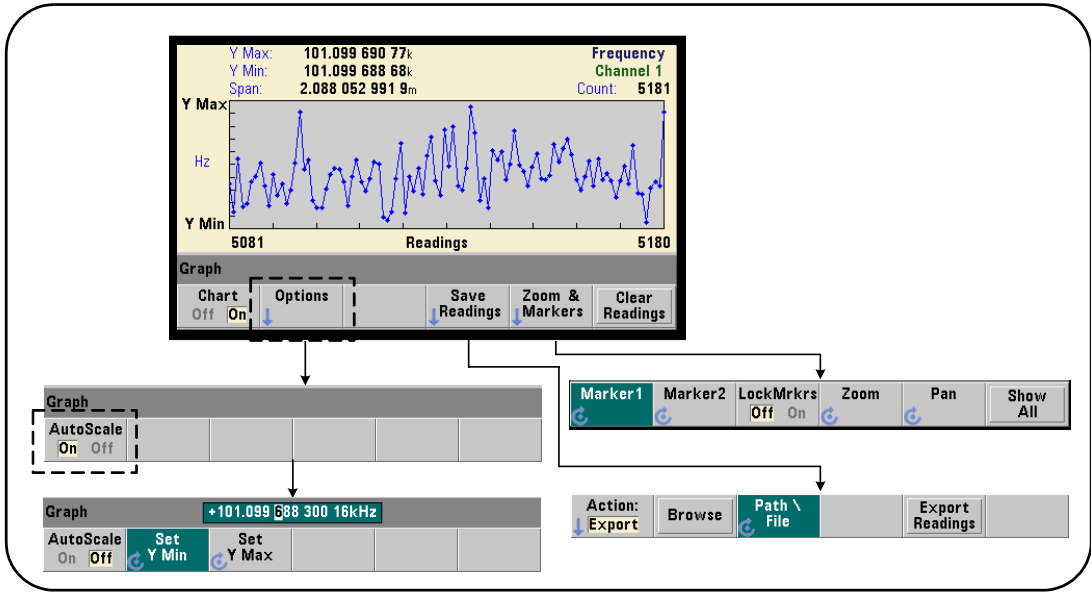 Y Max: 101.099 690 77k Frequency
Y Min: 101.099 688 68k Channel 1
Span: 2.088 052 991 9m Count: 5181
Y Max
Hz
Y Min
5081 Readings 5180
Graph
Chart
Off On
Options
Save
Readings
Zoom &
Markers
Clear
Readings
Graph
AutoScale
On Off
Graph +101.099 688 300 16kHz
AutoScale
On Off
Set
Y Min
Set
Y Max
Marker1
Marker2
LockMrkrs
Off On
Zoom
Pan
Show
All
Action:
Export
Browse
Path \
File
Export
Readings